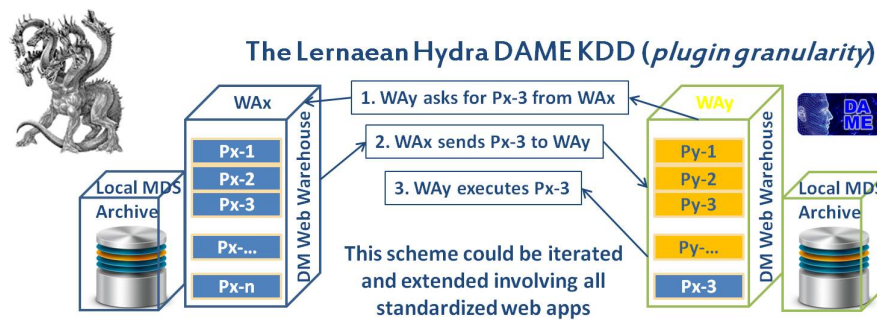 The Lernaean Hydra DAME KDD (plugin granularity)
WAx
1. WAy asks for Px-3 from WAx
WAy
DA
ME
Px-1
Px-2
Px-3
Px-...
Px-n
DM Web Warehouse
2. WAx sends Px-3 to WAy
3. WAy executes Px-3
Py-1
Py-2
Py-3
Py-...
Px-3
DM Web Warehouse
Local MDS
Archive
Local MDS
Archive
This scheme could be iterated
and extended involving all
standardized web apps